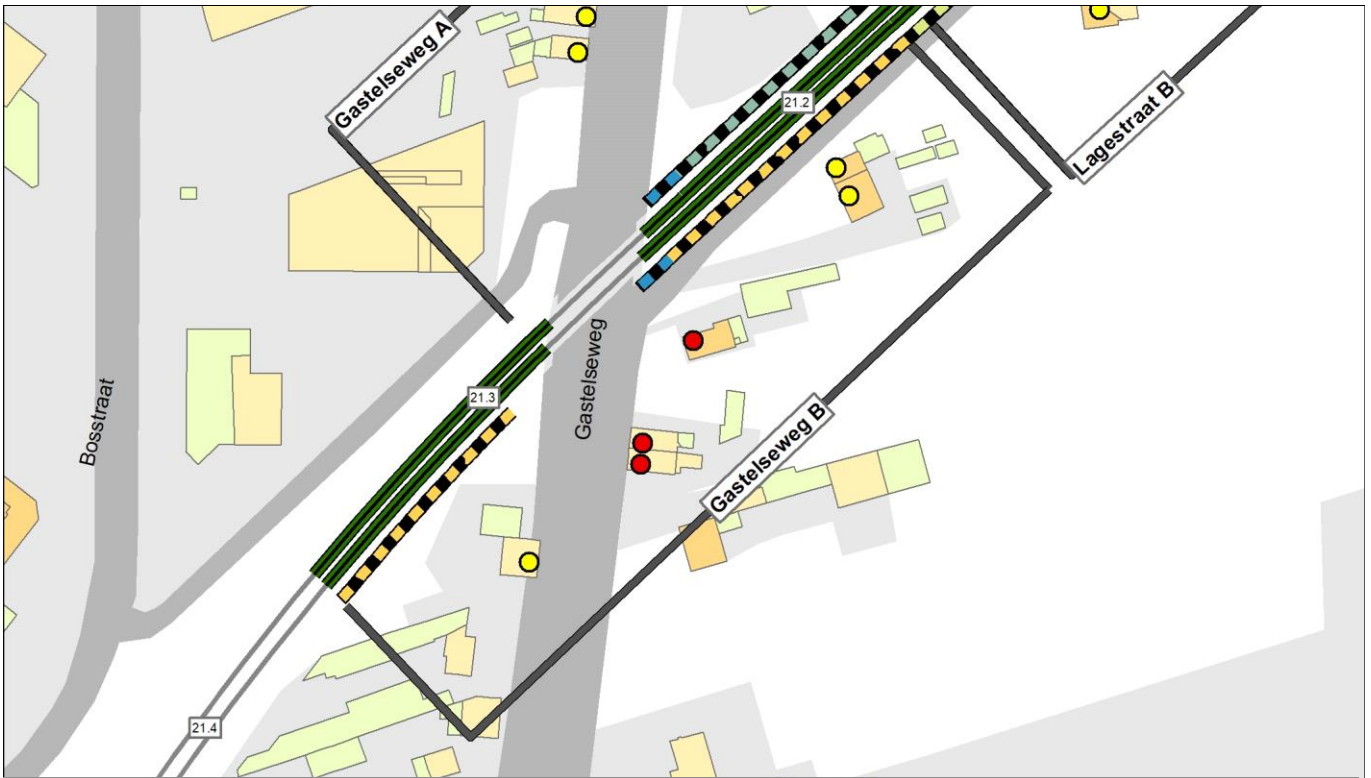 Gastelseweg A
21.2
Lagestraat B
Gastelseweg
21.3
Bosstraat
Gastelseweg B
21.4